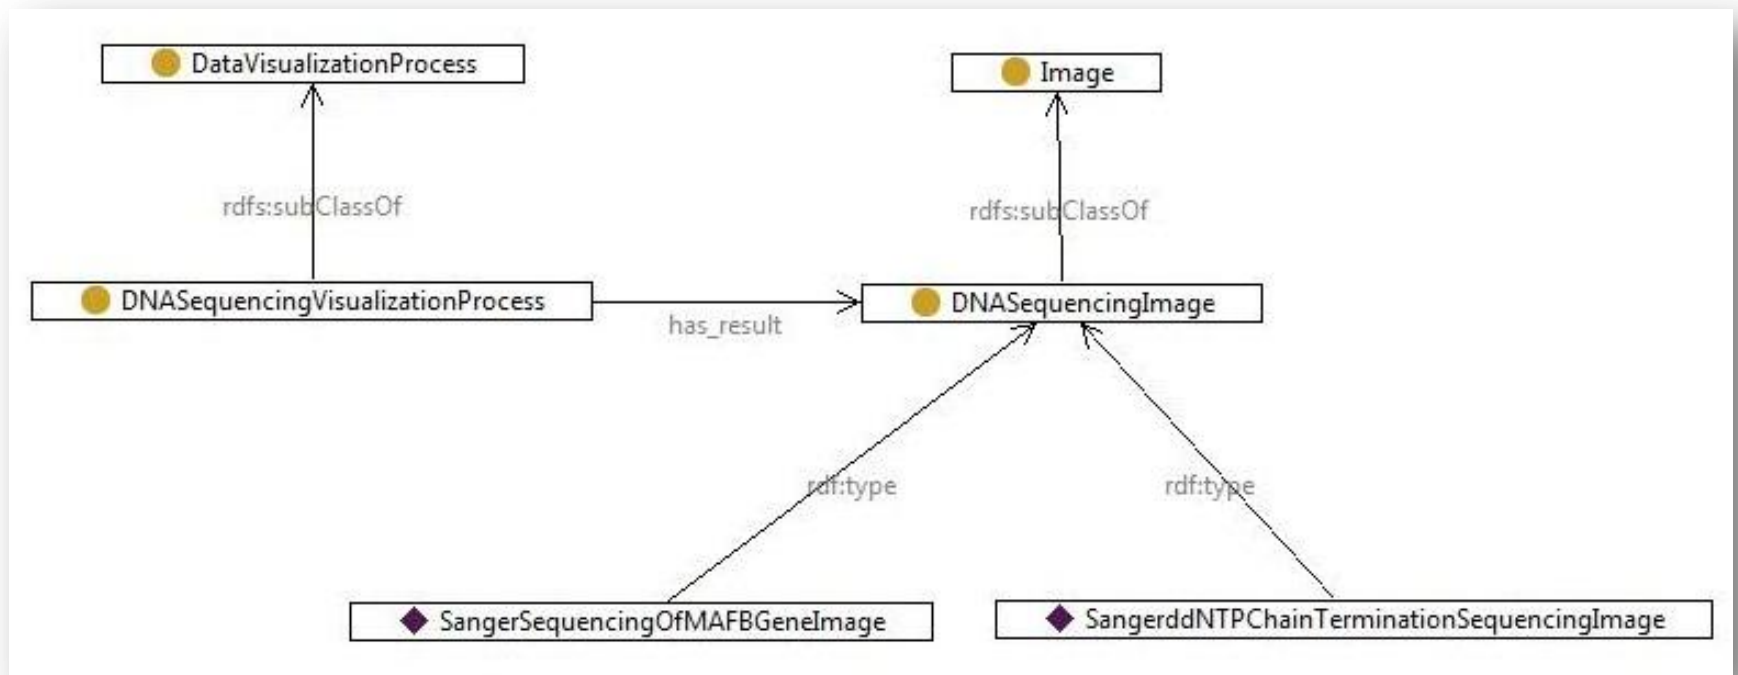 DataVisualizationProcess
Image
rdfs:subClassOf
rdfs:subClassOf
DNASequencingVisualizationProcess
has_result
DNASequencingImage
rdf:type
rdf:type
SangerSequencingOfMAFBGeneImage
SangerddNTPChainTerminationSequencingImage